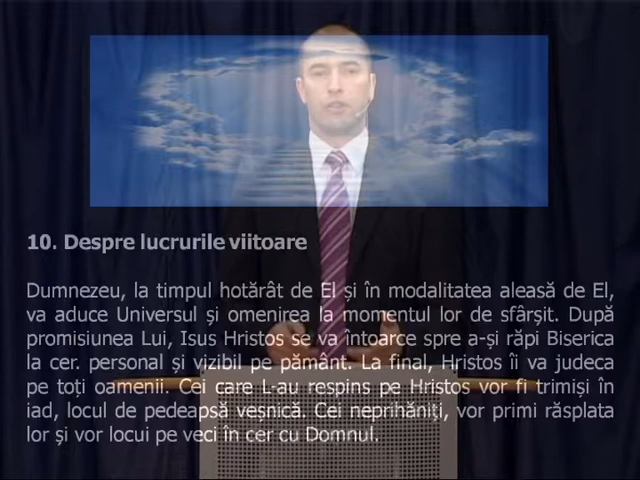 10. Despre lucrurile viitoare
Dumnezeu, la timpul hotărât de El și în modalitatea aleasă de El,
va aduce Universul și omenirea la momentul lor de sfârșit. După
promisiunea Lui, Isus Hristos se va întoarce spre a-și răpi Biserica
la cer. personal și vizibil pe pământ. La final, Hristos îi va judeca
pe toți oamenii. Cei care L-au respins pe Hristos vor fi trimiși în
iad, locul de pedeapsă veșnică. Cei neprihăniți, vor primi răsplata
lor și vor locui pe veci în cer cu Domnul.